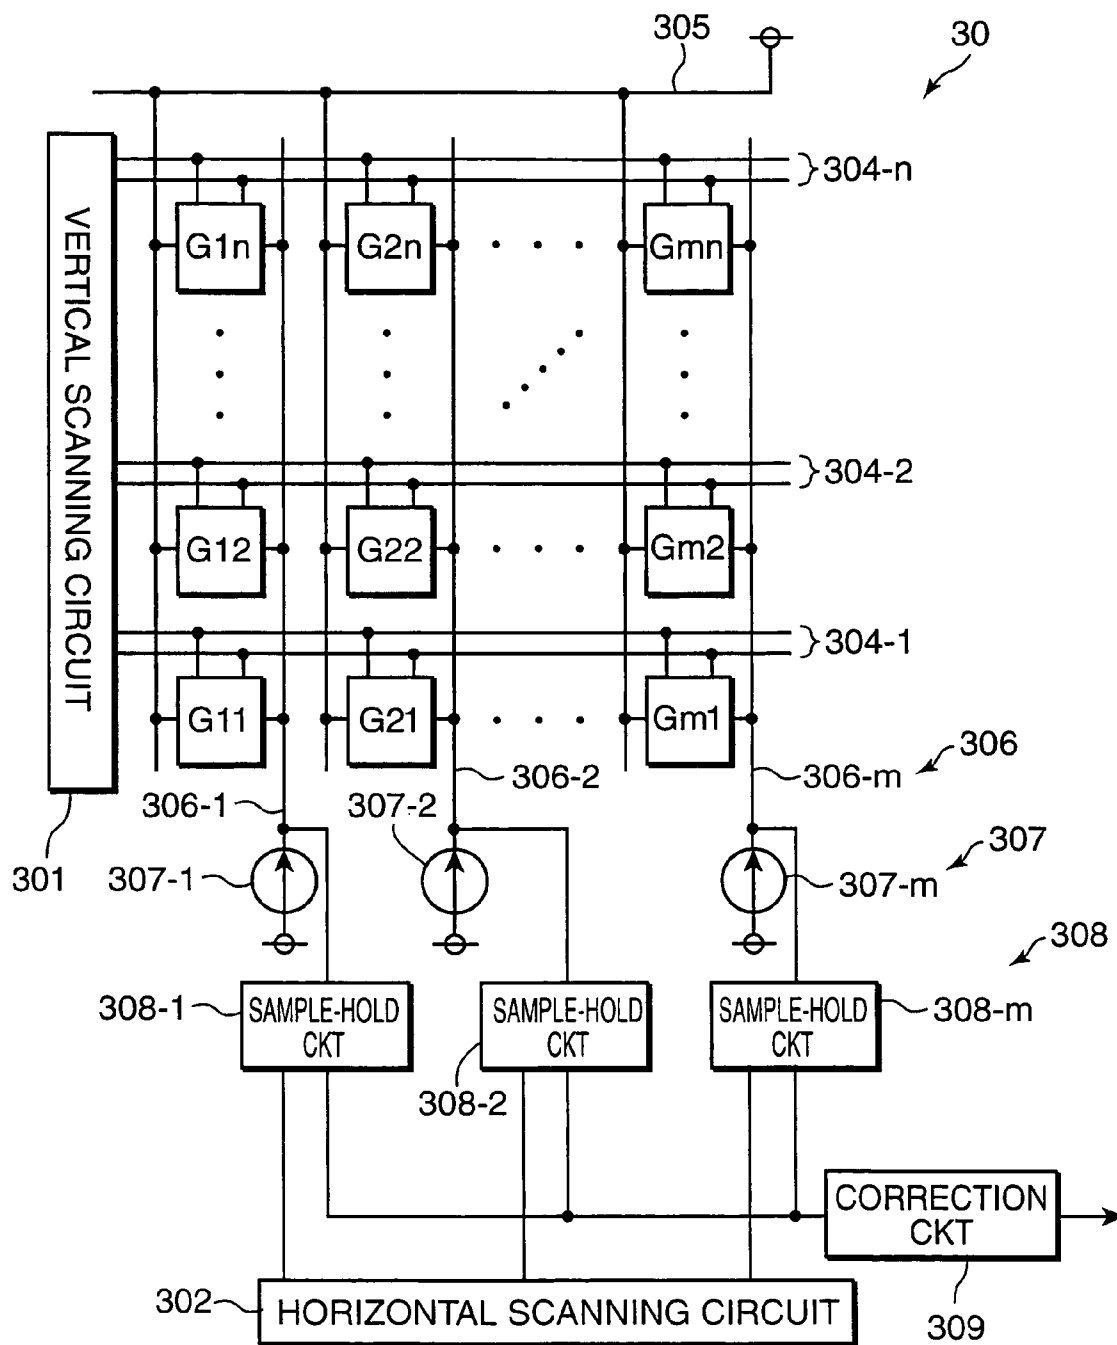 305
30
304-n
G1n
G2n
Gmn
VERTICAL SCANNING CIRCUIT
304-2
G12
G22
Gm2
304-1
G11
G21
Gm1
306
306-1
306-2
306-m
307-2
307
301
307-1
307-m
308
308-1
SAMPLE-HOLD
CKT
SAMPLE-HOLD
CKT
SAMPLE-HOLD
CKT
308-m
308-2
CORRECTION
CKT
302
HORIZONTAL SCANNING CIRCUIT
309